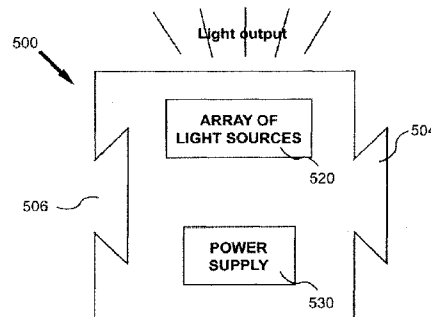 Light output
500
ARRAY OF
LIGHT SOURCES
504
520
506
POWER
SUPPLY
530